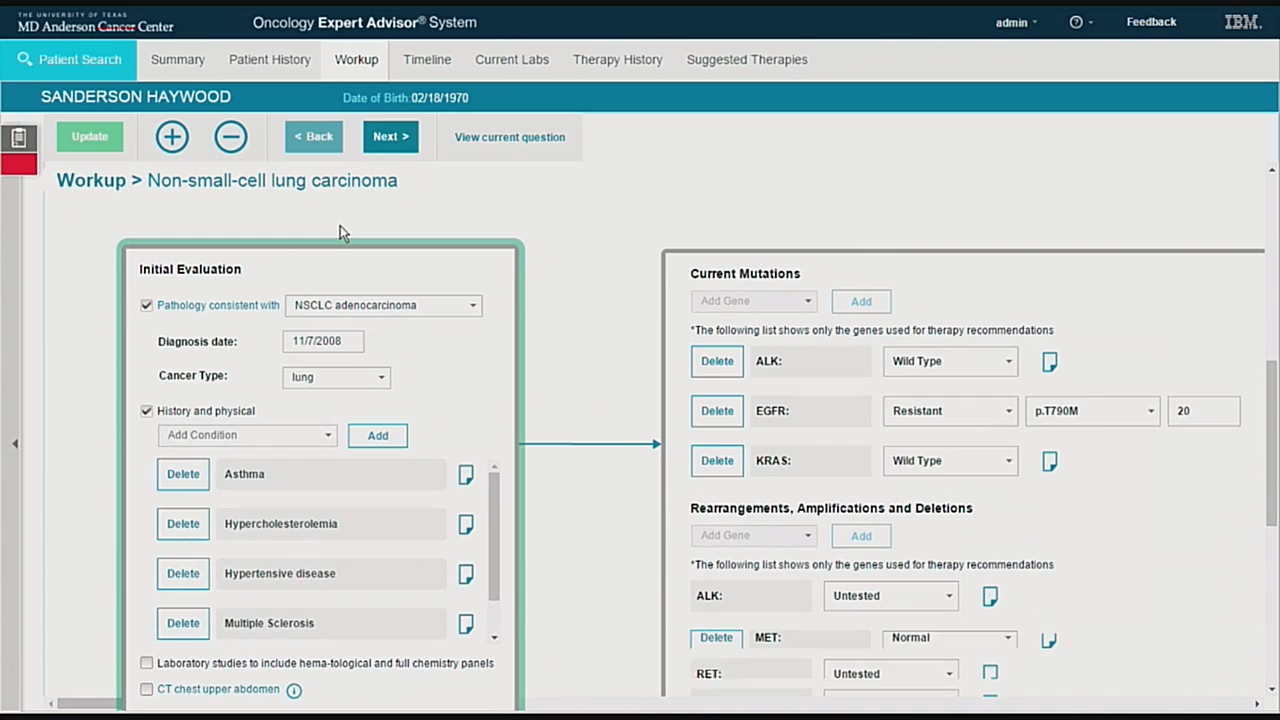 THE UNIVERSITY OF TEXAS
MD Anderson Cancer Center
Oncology Expert Advisor® System
admin
?
Feedback
IBM.
Patient Search
Summary
Patient History
Workup
Timeline
Current Labs
Therapy History
Suggested Therapies
SANDERSON HAYWOOD
Date of Birth:02/18/1970
Update
< Back
Next >
View current question
Workup > Non-small-cell lung carcinoma
Initial Evaluation
Pathology consistent with NSCLC adenocarcinoma
Diagnosis date: 11/7/2008
Cancer Type: lung
History and physical
Add Condition Add
Delete Asthma
Delete Hypercholesterolemia
Delete Hypertensive disease
Delete Multiple Sclerosis
Laboratory studies to include hema-tological and full chemistry panels
CT chest upper abdomen i
Current Mutations
Add Gene Add
*The following list shows only the genes used for therapy recommendations
Delete ALK: Wild Type
Delete EGFR: Resistant p.T790M 20
Delete KRAS: Wild Type
Rearrangements, Amplifications and Deletions
Add Gene Add
*The following list shows only the genes used for therapy recommendations
ALK: Untested
Delete MET: Normal
RET: Untested